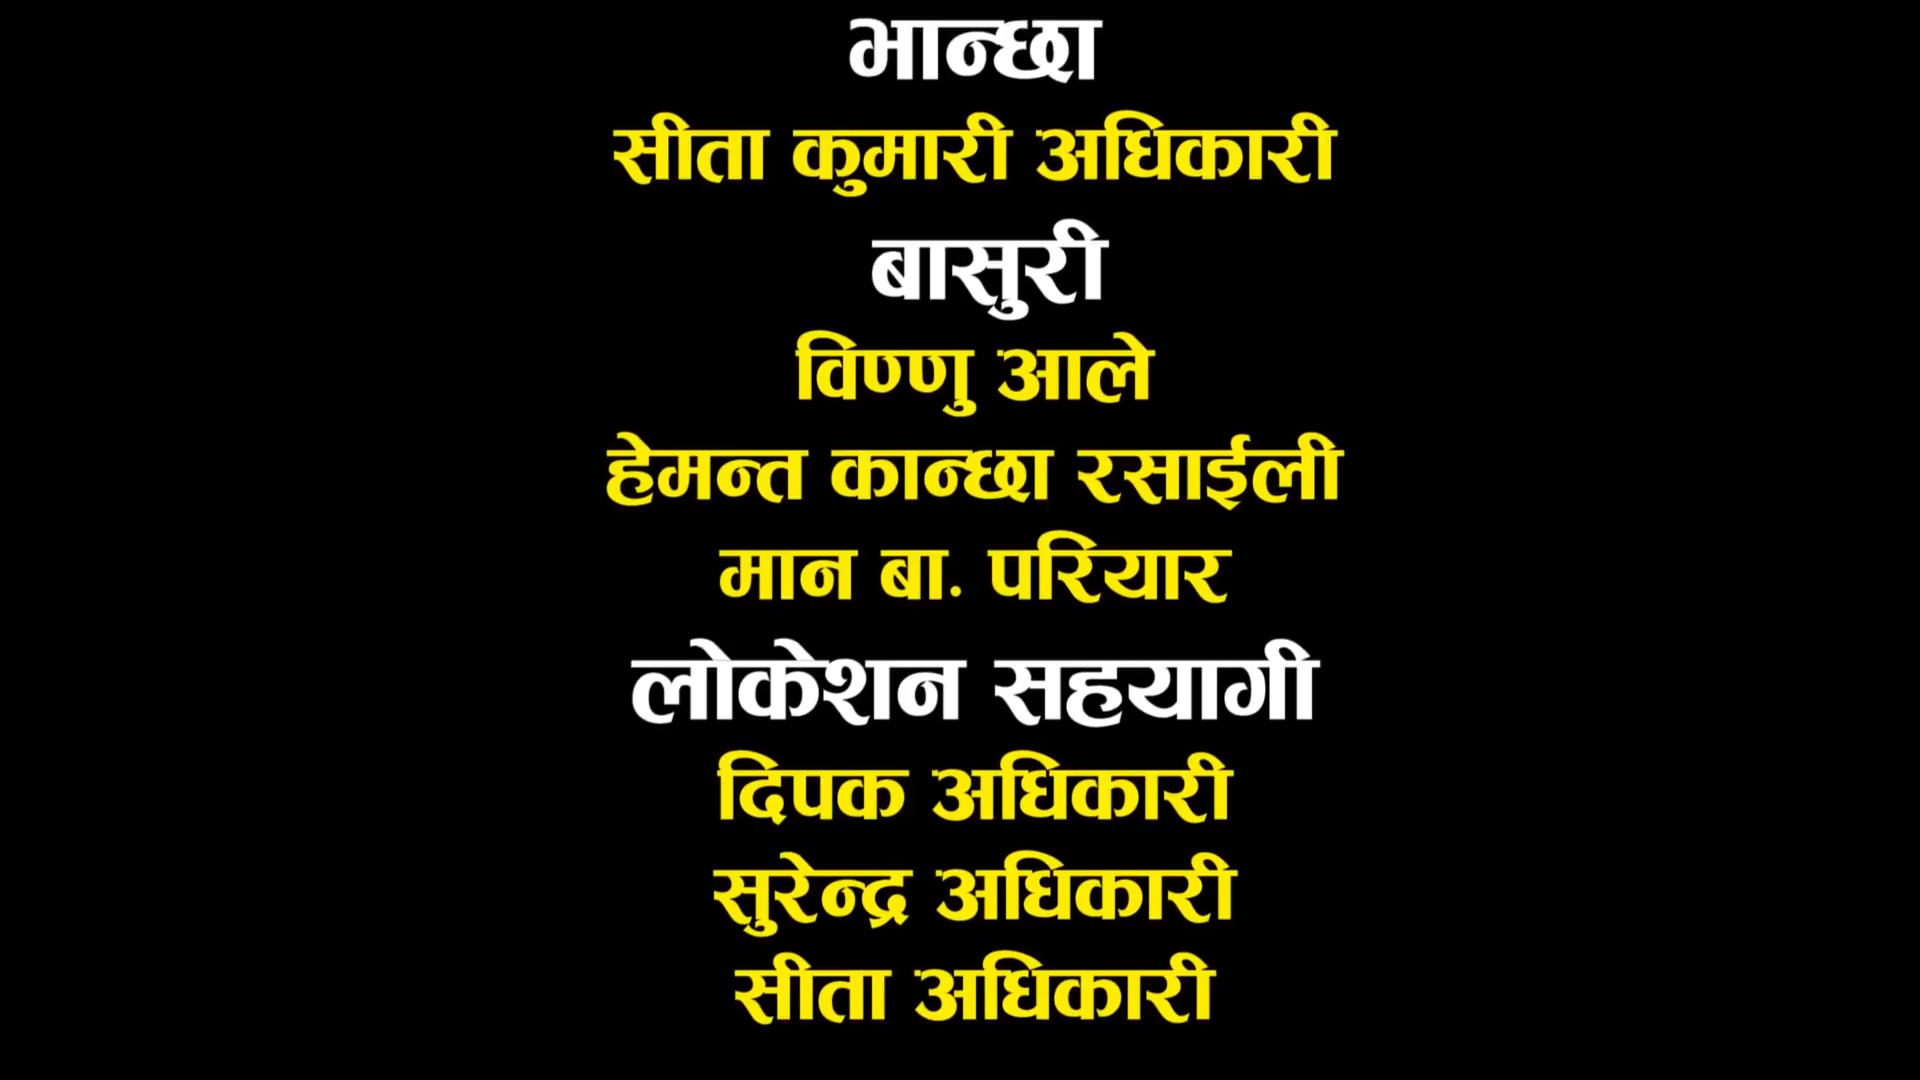 भान्छा
सीता कुमारी अधिकारी
बासुरी
विण्णु आले
हेमन्त कान्छा रसाईली
मान बा. परियार
लोकेशन सहयागी
दिपक अधिकारी
सुरेन्द्र अधिकारी
सीता अधिकारी